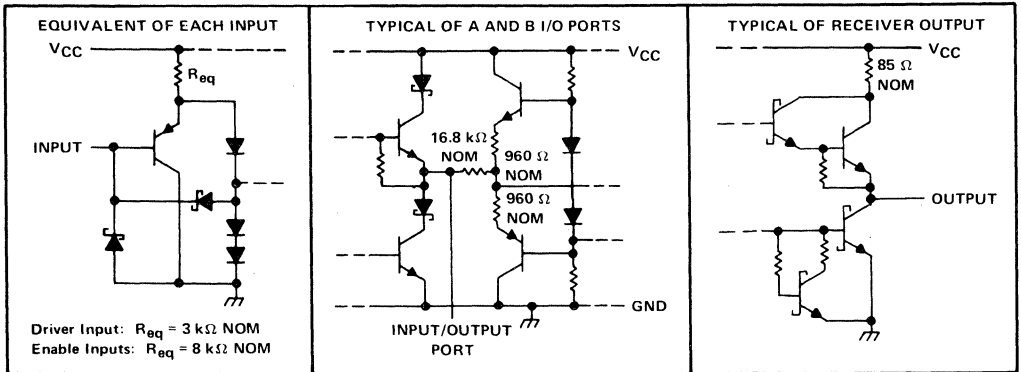 EQUIVALENT OF EACH INPUT
VCC
Req
INPUT
Driver Input: Req = 3 kΩ NOM
Enable Inputs: Req = 8 kΩ NOM
TYPICAL OF A AND B I/O PORTS
VCC
16.8 kΩ
NOM
960 Ω
NOM
960 Ω
NOM
GND
INPUT/OUTPUT
PORT
TYPICAL OF RECEIVER OUTPUT
VCC
85 Ω
NOM
OUTPUT